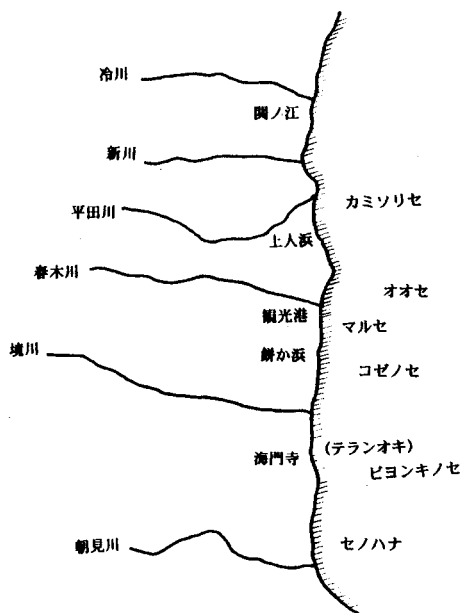 冷川
関ノ江
新川
カミソリセ
平田川
上人浜
春木川
オオセ
観光港
マルセ
餅か浜
境川
コゼノセ
海門寺
(テランオキ)
ビヨンキノセ
朝見川
セノハナ